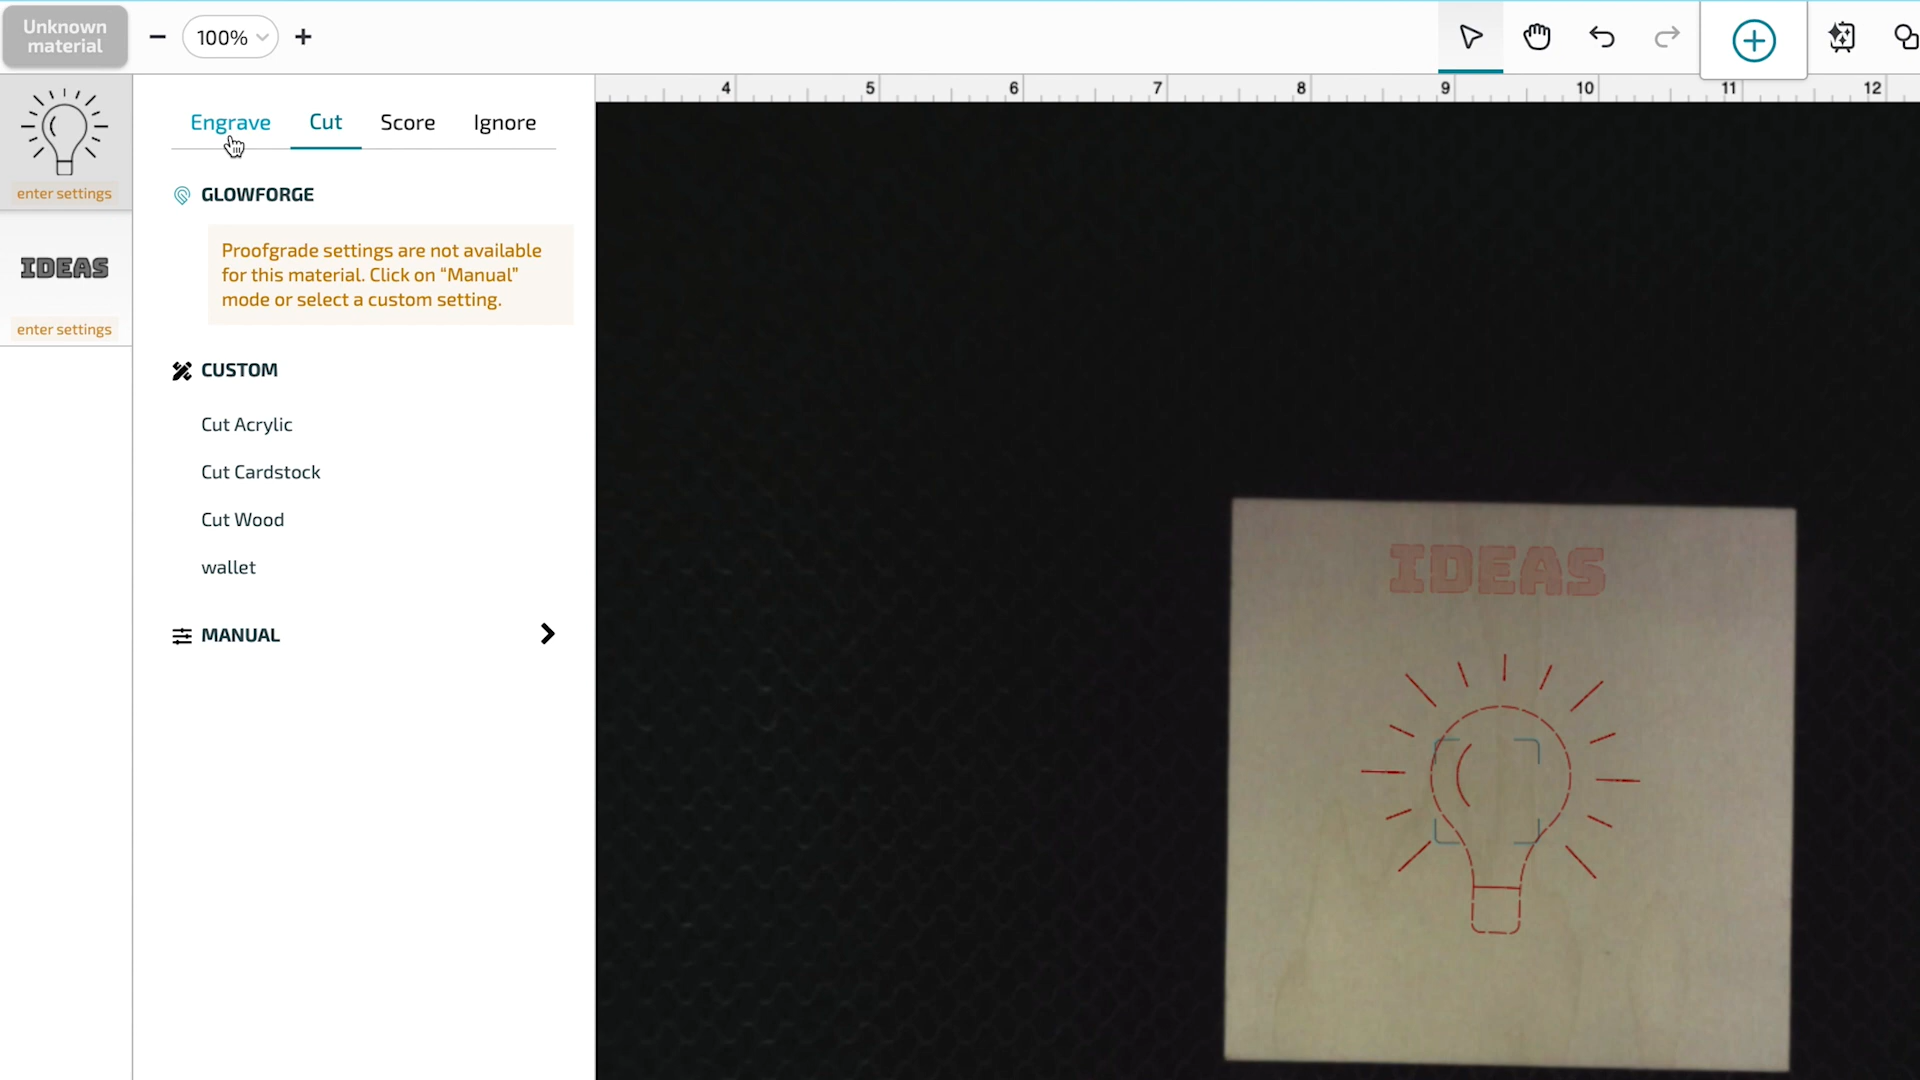 Unknown
material
100%
4 5 6 7 8 9 10 11 12
enter settings
IDEAS
enter settings
Engrave Cut Score Ignore
GLOWFORGE
Proofgrade settings are not available
for this material. Click on “Manual”
mode or select a custom setting.
CUSTOM
Cut Acrylic
Cut Cardstock
Cut Wood
wallet
MANUAL
IDEAS